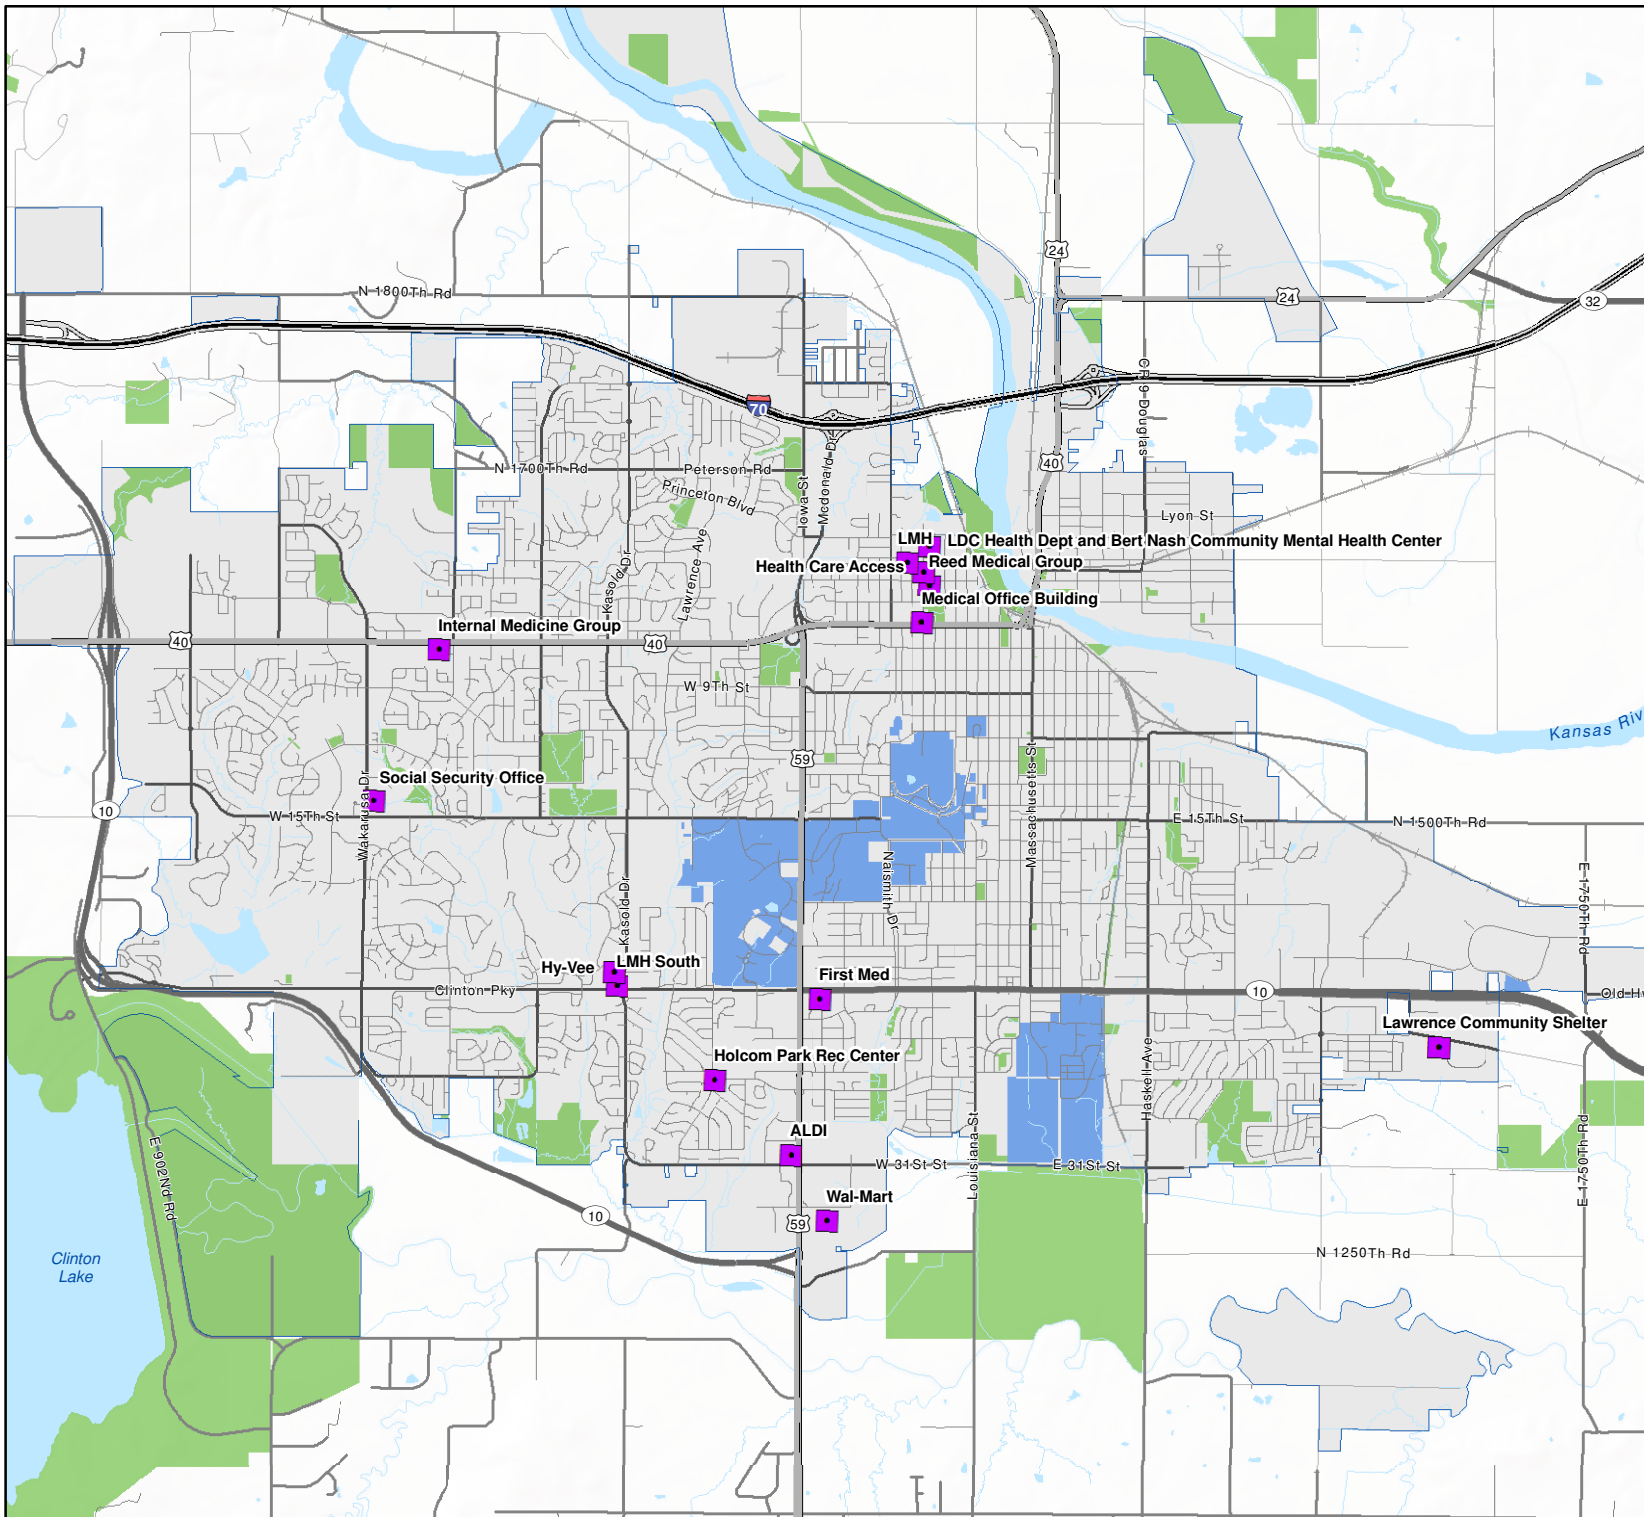 24
N 1800Th Rd
24
32
70
CR 9 Douglas
Mcdonald Dr
40
N 1700Th Rd
Peterson Rd
Princeton Blvd
Iowa St
Lyon St
LMH
LDC Health Dept and Bert Nash Community Mental Health Center
Health Care Access
Reed Medical Group
Kasold Dr
Lawrence Ave
Medical Office Building
Internal Medicine Group
40
40
W 9Th St
Kansas Riv
59
Social Security Office
Wakarusa Dr
Massachusetts St
10
W 15Th St
E 15Th St
N 1500Th Rd
Naismith Dr
Kasold Dr
E 1750Th Rd
Hy-Vee
LMH South
First Med
Clinton Pky
10
Old Hw
Lawrence Community Shelter
Holcom Park Rec Center
Haskell Ave
ALDI
Louisiana St
E 902Nd Rd
W 31St St
E 31St St
E 1750Th Rd
Wal-Mart
10
59
N 1250Th Rd
Clinton
Lake